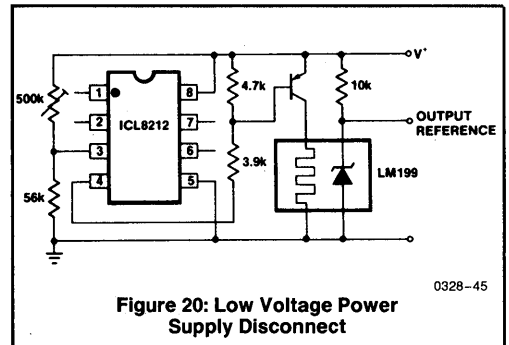 V+
500k
1
8
4.7k
10k
2
ICL8212
7
OUTPUT
REFERENCE
3
6
3.9k
LM199
4
5
56k
0328-45
Figure 20: Low Voltage Power
Supply Disconnect